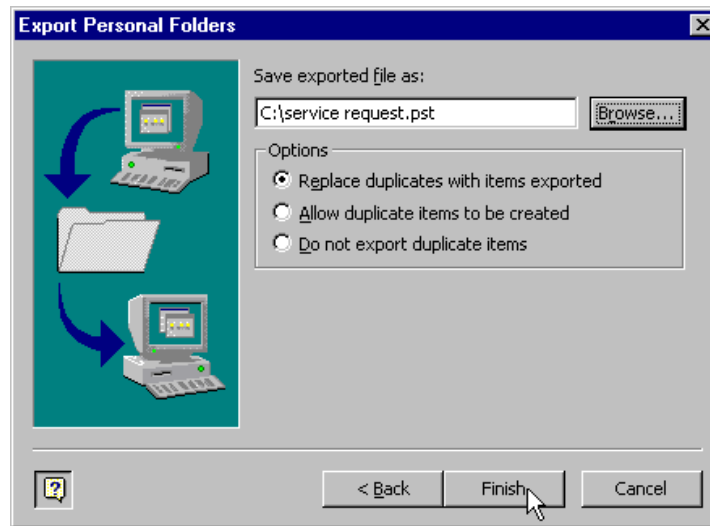 Export Personal Folders
Save exported file as:
C:\service request.pst
Browse...
Options
Replace duplicates with items exported
Allow duplicate items to be created
Do not export duplicate items
?
< Back
Finish
Cancel